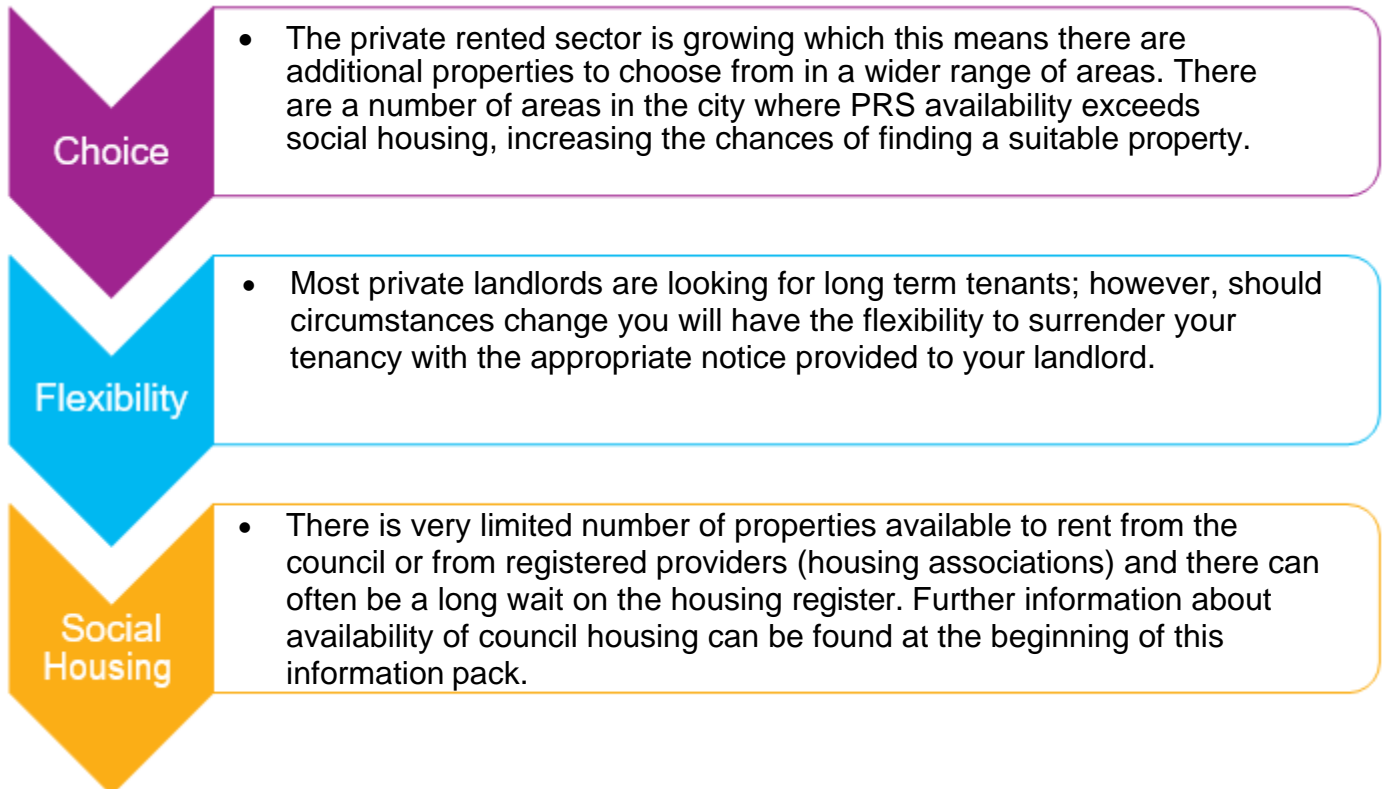 Choice
• The private rented sector is growing which this means there are
additional properties to choose from in a wider range of areas. There
are a number of areas in the city where PRS availability exceeds
social housing, increasing the chances of finding a suitable property.
Flexibility
• Most private landlords are looking for long term tenants; however, should
circumstances change you will have the flexibility to surrender your
tenancy with the appropriate notice provided to your landlord.
Social
Housing
• There is very limited number of properties available to rent from the
council or from registered providers (housing associations) and there can
often be a long wait on the housing register. Further information about
availability of council housing can be found at the beginning of this
information pack.